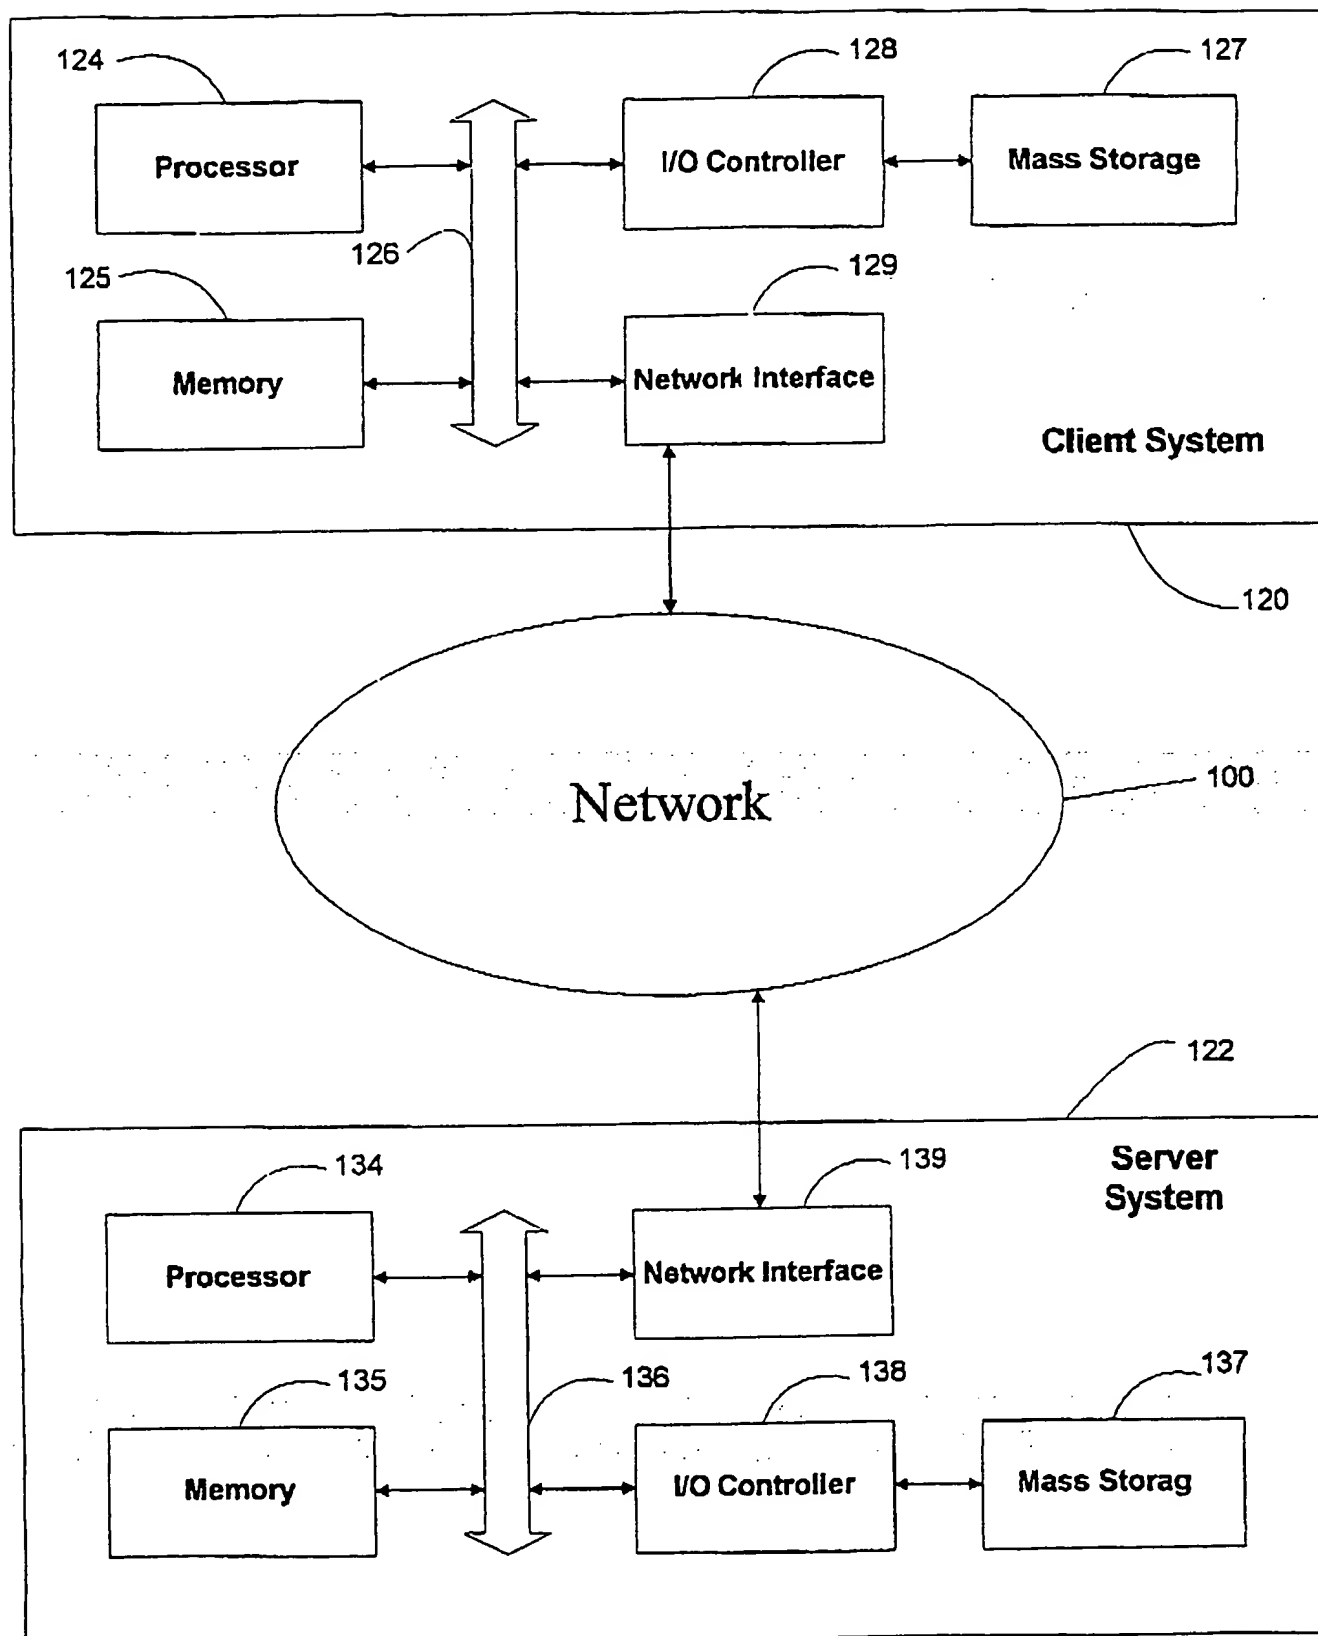 124
128
127
Processor
I/O Controller
Mass Storage
126
125
129
Memory
Network Interface
Client System
120
Network
100
122
Server
System
134
139
Processor
Network Interface
135
136
138
137
Memory
I/O Controller
Mass Storag